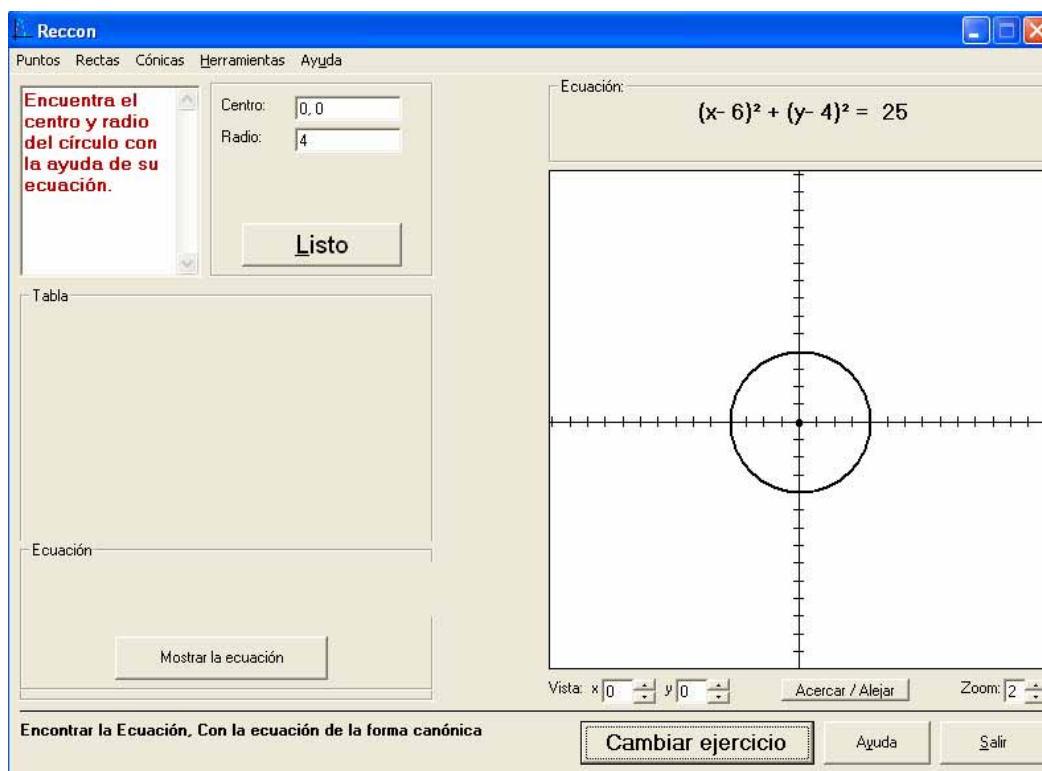 Reccon
Puntos Rectas Cónicas Herramientas Ayuda
Encuentra el
centro y radio
del círculo con
la ayuda de su
ecuación.
Centro: 0, 0
Radio: 4
Listo
Ecuación:
(x- 6)² + (y- 4)² = 25
Tabla
Ecuación
Mostrar la ecuación
Vista: x 0 y 0 Acercar / Alejar Zoom: 2
Encontrar la Ecuación, Con la ecuación de la forma canónica
Cambiar ejercicio Ayuda Salir